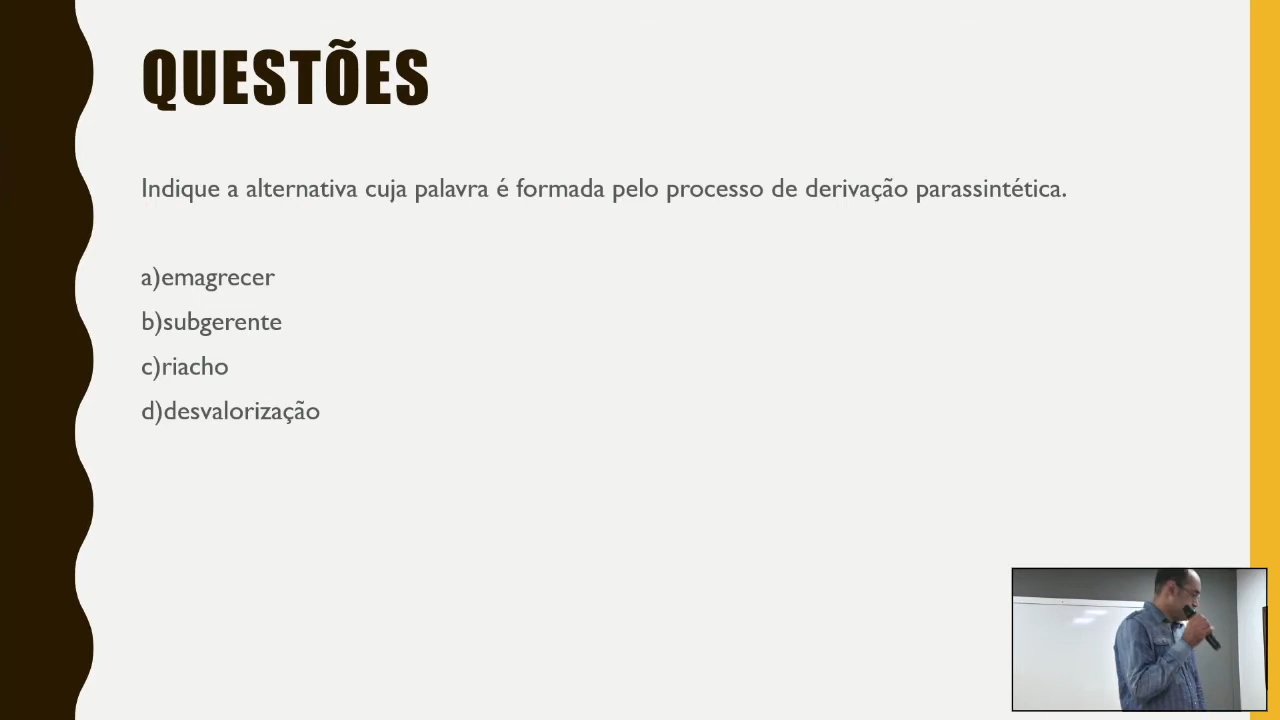 QUESTÕES
Indique a alternativa cuja palavra é formada pelo processo de derivação parassintética.
a)emagrecer
b)subgerente
c)riacho
d)desvalorização